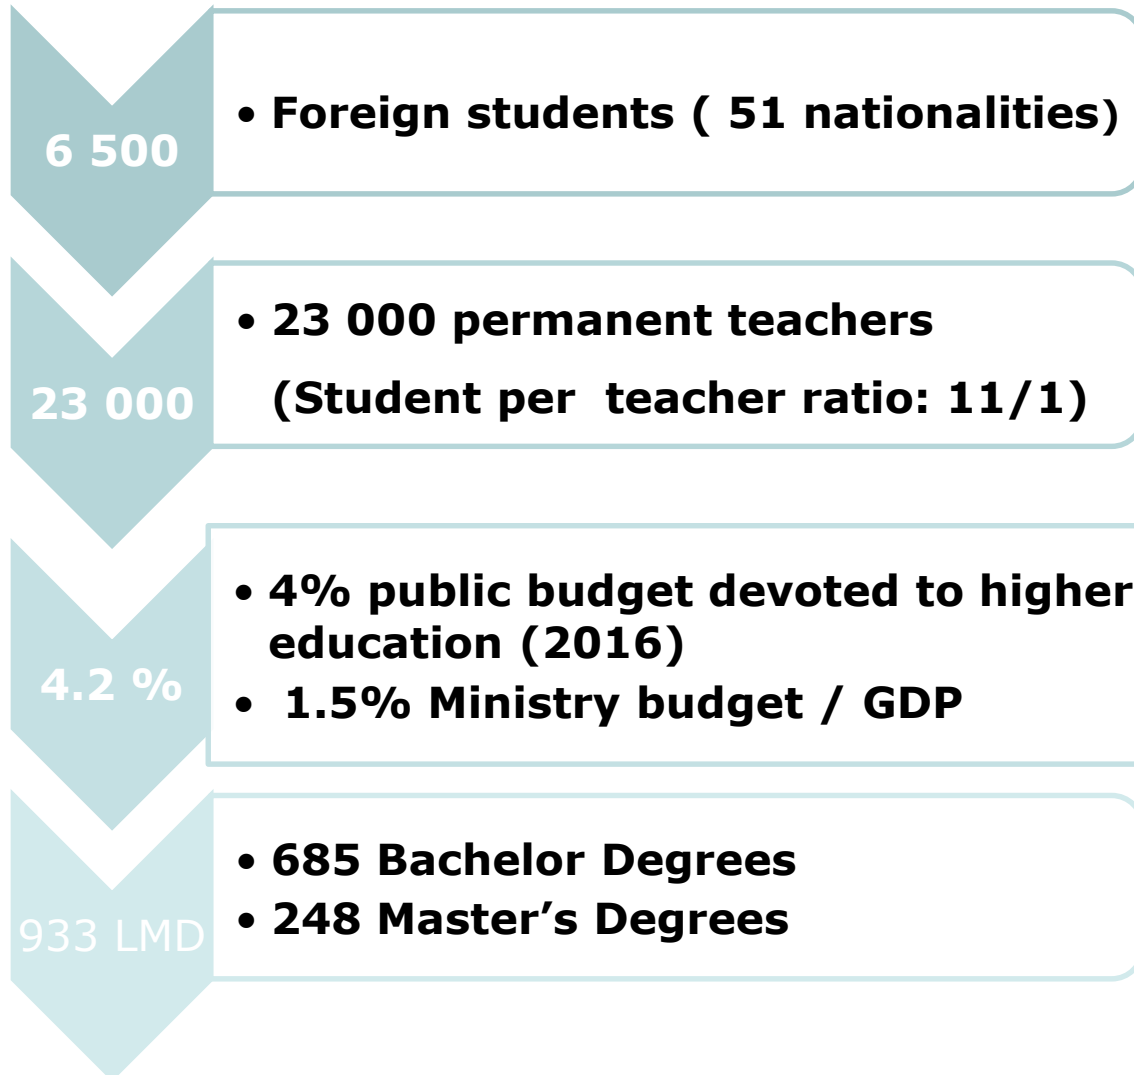 6 500
• Foreign students ( 51 nationalities)
23 000
• 23 000 permanent teachers
(Student per  teacher ratio: 11/1)
4.2 %
• 4% public budget devoted to higher
education (2016)
•  1.5% Ministry budget / GDP
933 LMD
• 685 Bachelor Degrees
• 248 Master’s Degrees